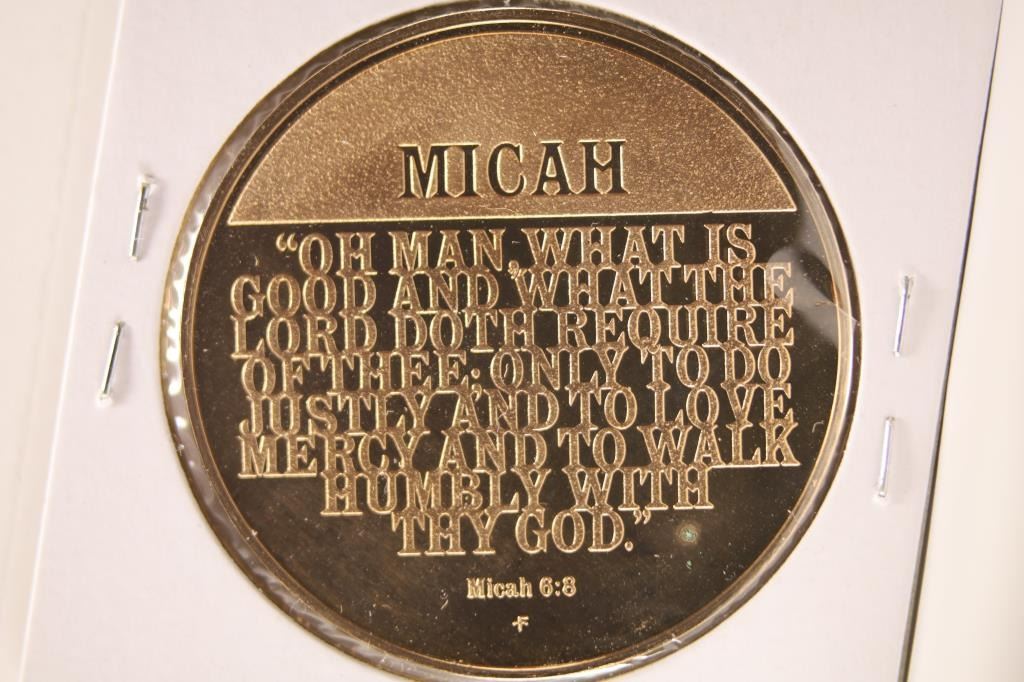 MICAH
“OH MAN, WHAT IS
GOOD AND WHAT THE
LORD DOTH REQUIRE
OF THEE; ONLY TO DO
JUSTLY AND TO LOVE
MERCY AND TO WALK
HUMBLY WITH
THY GOD.”
Micah 6:8